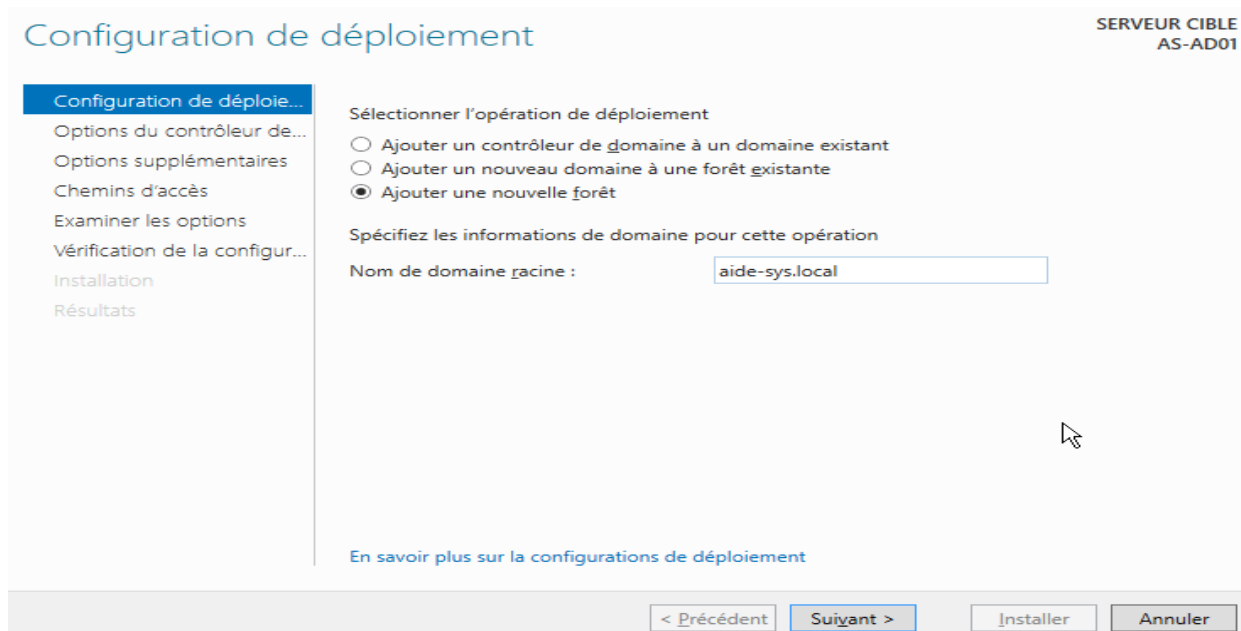 Configuration de déploiement
SERVEUR CIBLE
AS-AD01
Configuration de déploie...
Options du contrôleur de...
Options supplémentaires
Chemins d'accès
Examiner les options
Vérification de la configur...
Installation
Résultats
Sélectionner l'opération de déploiement
Ajouter un contrôleur de domaine à un domaine existant
Ajouter un nouveau domaine à une forêt existante
Ajouter une nouvelle forêt
Spécifiez les informations de domaine pour cette opération
Nom de domaine racine : aide-sys.local
En savoir plus sur la configurations de déploiement
< Précédent Suivant > Installer Annuler